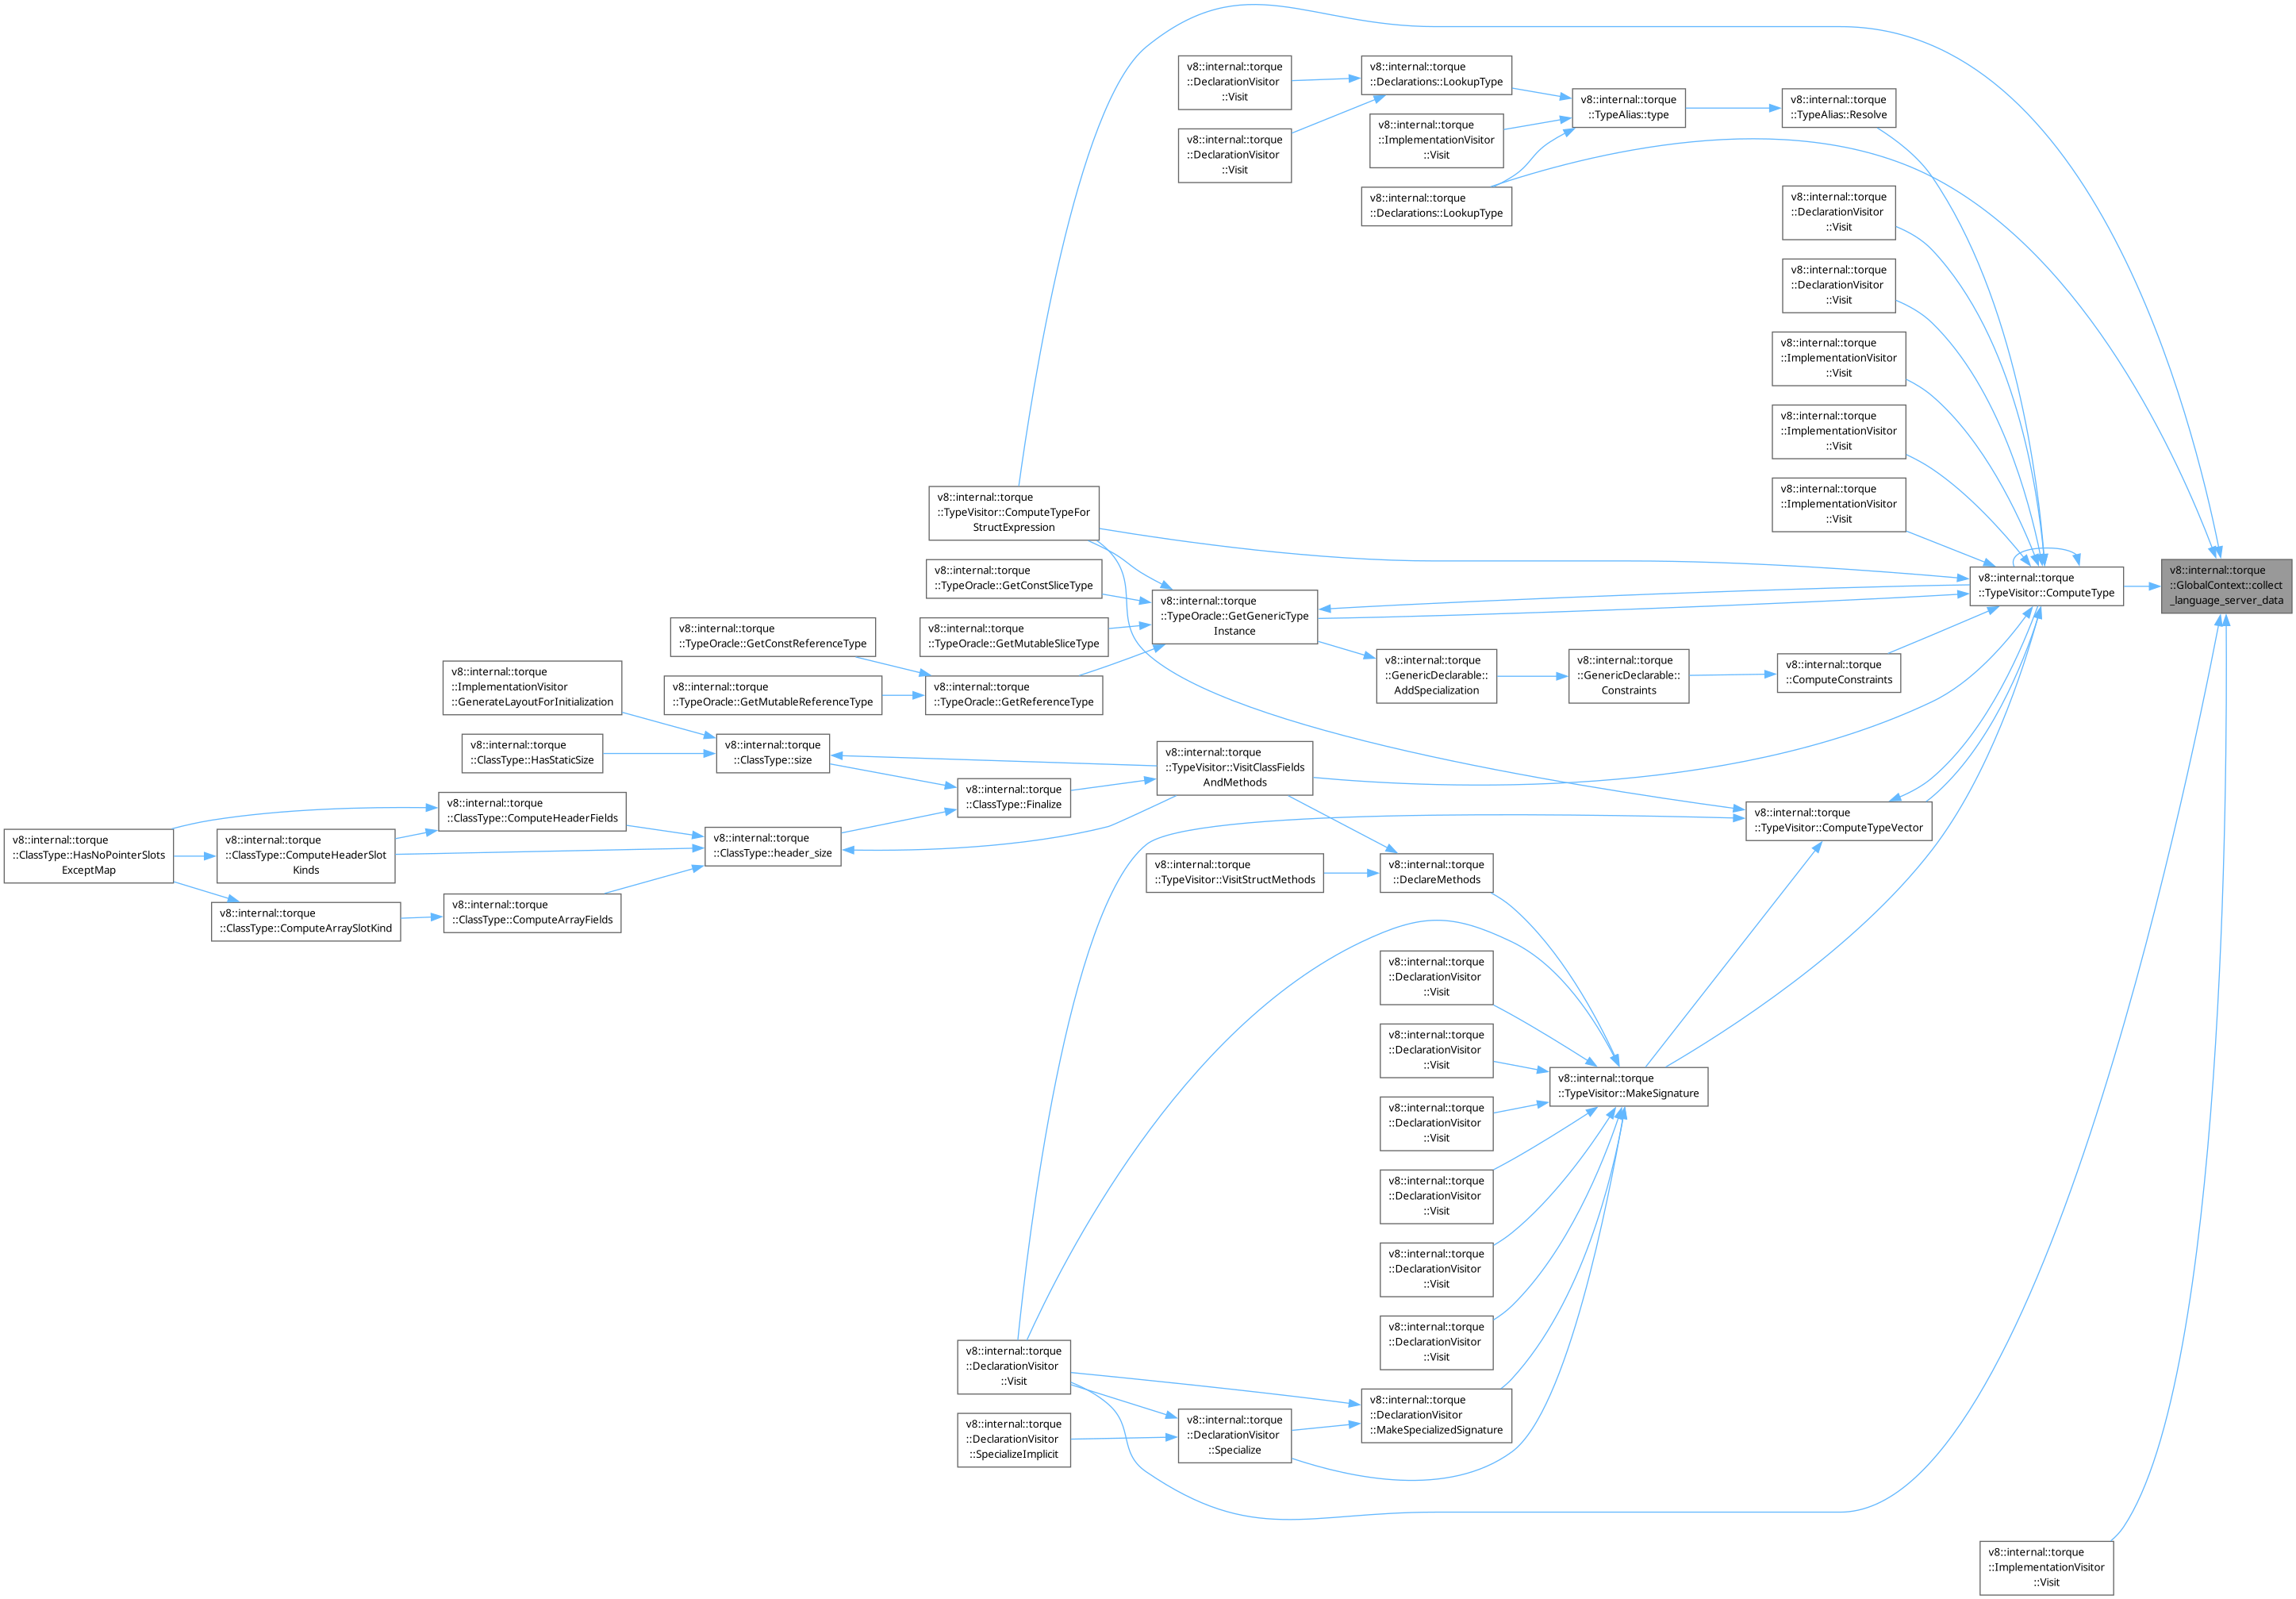 v8::internal::torque
::DeclarationVisitor
::Visit
v8::internal::torque
::Declarations::LookupType
v8::internal::torque
::TypeAlias::type
v8::internal::torque
::TypeAlias::Resolve
v8::internal::torque
::ImplementationVisitor
::Visit
v8::internal::torque
::DeclarationVisitor
::Visit
v8::internal::torque
::Declarations::LookupType
v8::internal::torque
::DeclarationVisitor
::Visit
v8::internal::torque
::DeclarationVisitor
::Visit
v8::internal::torque
::ImplementationVisitor
::Visit
v8::internal::torque
::ImplementationVisitor
::Visit
v8::internal::torque
::ImplementationVisitor
::Visit
v8::internal::torque
::TypeVisitor::ComputeTypeFor
StructExpression
v8::internal::torque
::TypeOracle::GetConstSliceType
v8::internal::torque
::TypeOracle::GetGenericType
Instance
v8::internal::torque
::TypeVisitor::ComputeType
v8::internal::torque
::GlobalContext::collect
_language_server_data
v8::internal::torque
::TypeOracle::GetConstReferenceType
v8::internal::torque
::TypeOracle::GetMutableSliceType
v8::internal::torque
::ImplementationVisitor
::GenerateLayoutForInitialization
v8::internal::torque
::TypeOracle::GetMutableReferenceType
v8::internal::torque
::TypeOracle::GetReferenceType
v8::internal::torque
::GenericDeclarable::
AddSpecialization
v8::internal::torque
::GenericDeclarable::
Constraints
v8::internal::torque
::ComputeConstraints
v8::internal::torque
::ClassType::HasStaticSize
v8::internal::torque
::ClassType::size
v8::internal::torque
::TypeVisitor::VisitClassFields
AndMethods
v8::internal::torque
::ClassType::Finalize
v8::internal::torque
::ClassType::ComputeHeaderFields
v8::internal::torque
::TypeVisitor::ComputeTypeVector
v8::internal::torque
::ClassType::HasNoPointerSlots
ExceptMap
v8::internal::torque
::ClassType::ComputeHeaderSlot
Kinds
v8::internal::torque
::ClassType::header_size
v8::internal::torque
::TypeVisitor::VisitStructMethods
v8::internal::torque
::DeclareMethods
v8::internal::torque
::ClassType::ComputeArraySlotKind
v8::internal::torque
::ClassType::ComputeArrayFields
v8::internal::torque
::DeclarationVisitor
::Visit
v8::internal::torque
::DeclarationVisitor
::Visit
v8::internal::torque
::TypeVisitor::MakeSignature
v8::internal::torque
::DeclarationVisitor
::Visit
v8::internal::torque
::DeclarationVisitor
::Visit
v8::internal::torque
::DeclarationVisitor
::Visit
v8::internal::torque
::DeclarationVisitor
::Visit
v8::internal::torque
::DeclarationVisitor
::Visit
v8::internal::torque
::DeclarationVisitor
::MakeSpecializedSignature
v8::internal::torque
::DeclarationVisitor
::SpecializeImplicit
v8::internal::torque
::DeclarationVisitor
::Specialize
v8::internal::torque
::ImplementationVisitor
::Visit